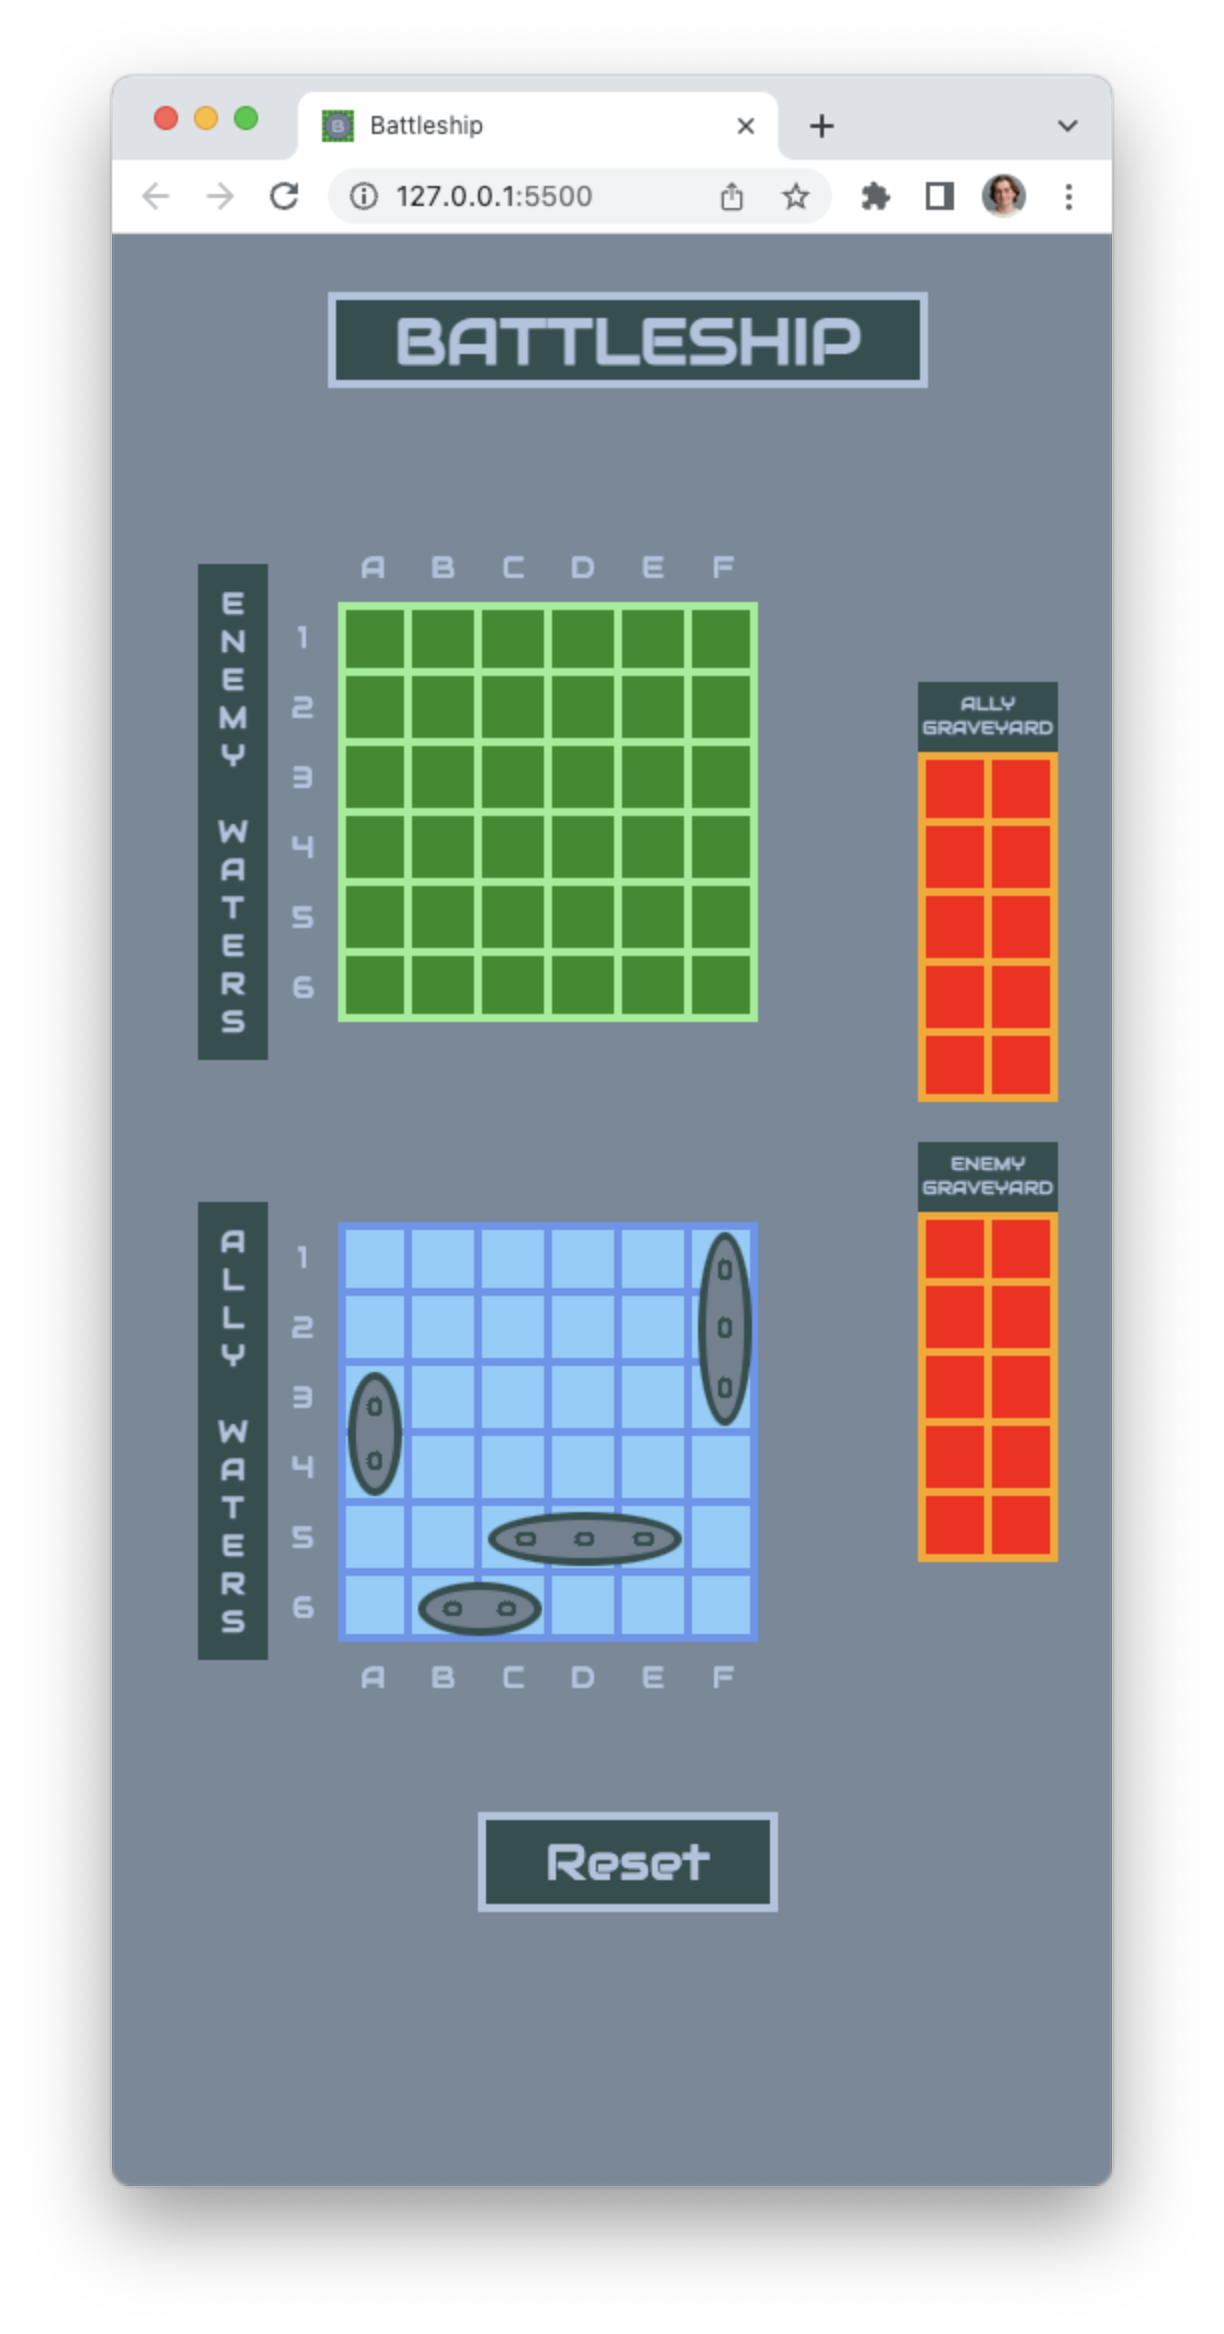 Battleship
127.0.0.1:5500
BATTLESHIP
A B C D E F
ENEMY WATERS
1
2
3
4
5
6
ALLY
GRAVEYARD
ENEMY
GRAVEYARD
ALLY WATERS
1
2
3
4
5
6
A B C D E F
Reset